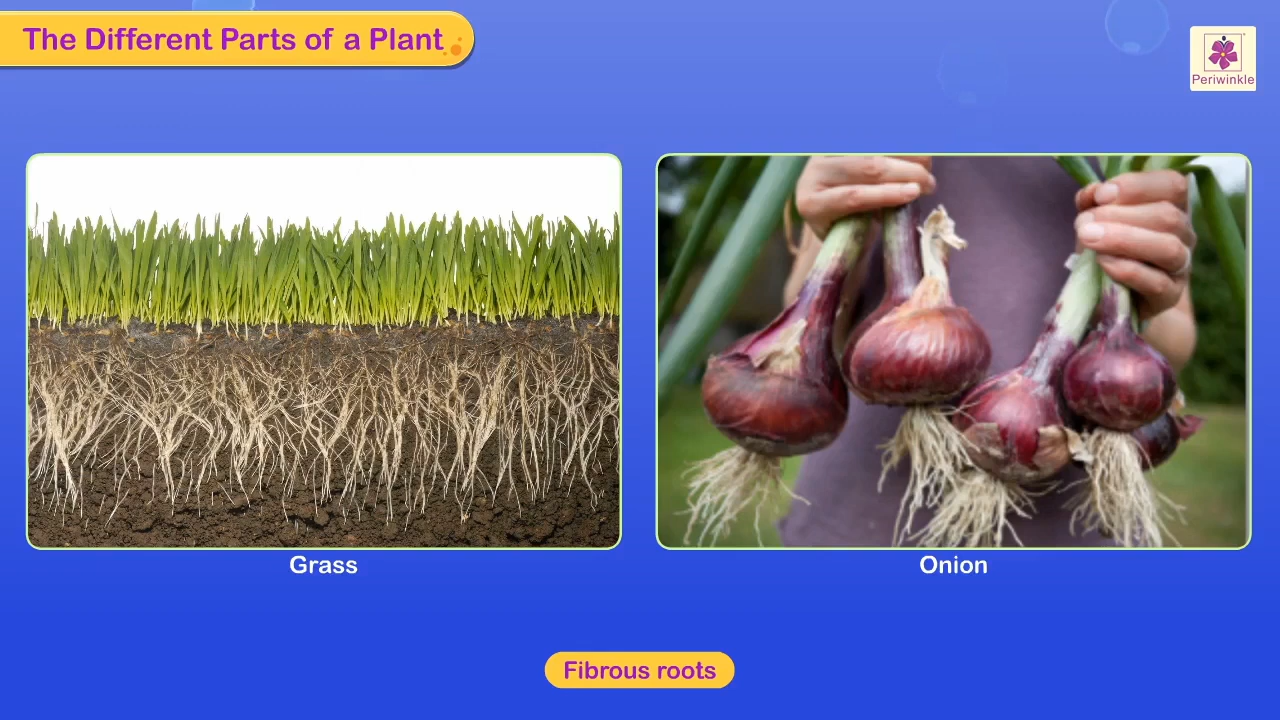 The Different Parts of a Plant
Periwinkle
Grass
Onion
Fibrous roots